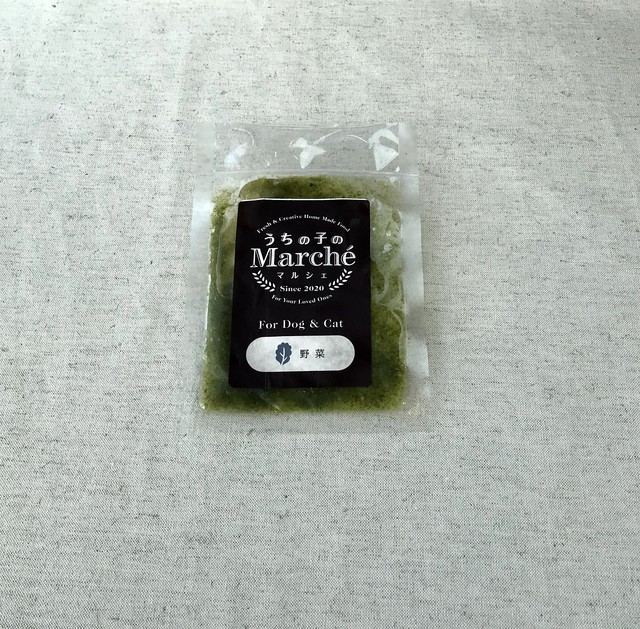 Fresh & Creative Home Made Food
うちの子の
Marché
マルシェ
Since 2020
For Your Loved Ones
For Dog & Cat
野菜